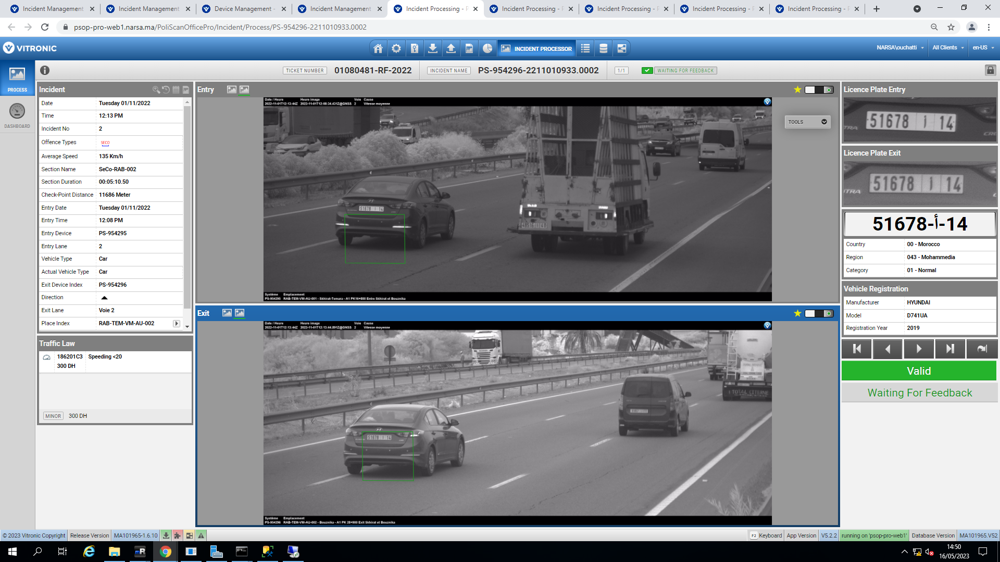 Incident Management
Incident Management
Device Management -
Incident Management
Incident Processing - P
Incident Processing - P
Incident Processing - P
Incident Processing - P
Incident Processing - P
psop-pro-web1.narsa.ma/PoliScanOfficePro/Incident/Process/PS-954296-2211010933.0002
VITRONIC
INCIDENT PROCESSOR
NARSA\ouchatti
All Clients
en-US
TICKET NUMBER
01080481-RF-2022
INCIDENT NAME
PS-954296-2211010933.0002
1/1
WAITING FOR FEEDBACK
PROCESS
DASHBOARD
Incident
Date Tuesday 01/11/2022
Time 12:13 PM
Incident No 2
Offence Types SECO
Average Speed 135 Km/h
Section Name SeCo-RAB-002
Section Duration 00:05:10.50
Check-Point Distance 11686 Meter
Entry Date Tuesday 01/11/2022
Entry Time 12:08 PM
Entry Device PS-954295
Entry Lane 2
Vehicle Type Car
Actual Vehicle Type Car
Exit Device Index PS-954296
Direction
Exit Lane Voie 2
Place Index RAB-TEM-VM-AU-002
Traffic Law
186201C3 Speeding <20
300 DH
MINOR 300 DH
Entry
Date / Heure Heure image Voie Cause
2022-11-01T12:13:44Z 2022-11-01T12:08:34.431Z@GNSS 2 Vitesse moyenne
TOOLS
51678 ا 14
Système Emplacement
PS-954295 RAB-TEM-VM-AU-001 - Skhirat-Temara - A1 PK16+800 Entre Skhirat et Bouznika
Exit
Date / Heure Heure image Voie Cause
2022-11-01T12:13:44Z 2022-11-01T12:13:44.891Z@GNSS 2 Vitesse moyenne
TOTAL CITERNE
51678 ا 14
Système Emplacement
PS-954296 RAB-TEM-VM-AU-002 - Bouznika - A1 PK 28+900 Exit Skhirat et Bouznika
Licence Plate Entry
51678 ا 14
TRA
Licence Plate Exit
51678 ا 14
TRA
51678-أ-14
Country 00 - Morocco
Region 043 - Mohammedia
Category 01 - Normal
Vehicle Registration
Manufacturer HYUNDAI
Model D741UA
Registration Year 2019
Valid
Waiting For Feedback
© 2023 Vitronic Copyright
Release Version
MA101965-1.6.10
F2 Keyboard
App Version
V5.2.2
running on 'psop-pro-web1'
Database Version
MA101965.V52
14:50
16/05/2023